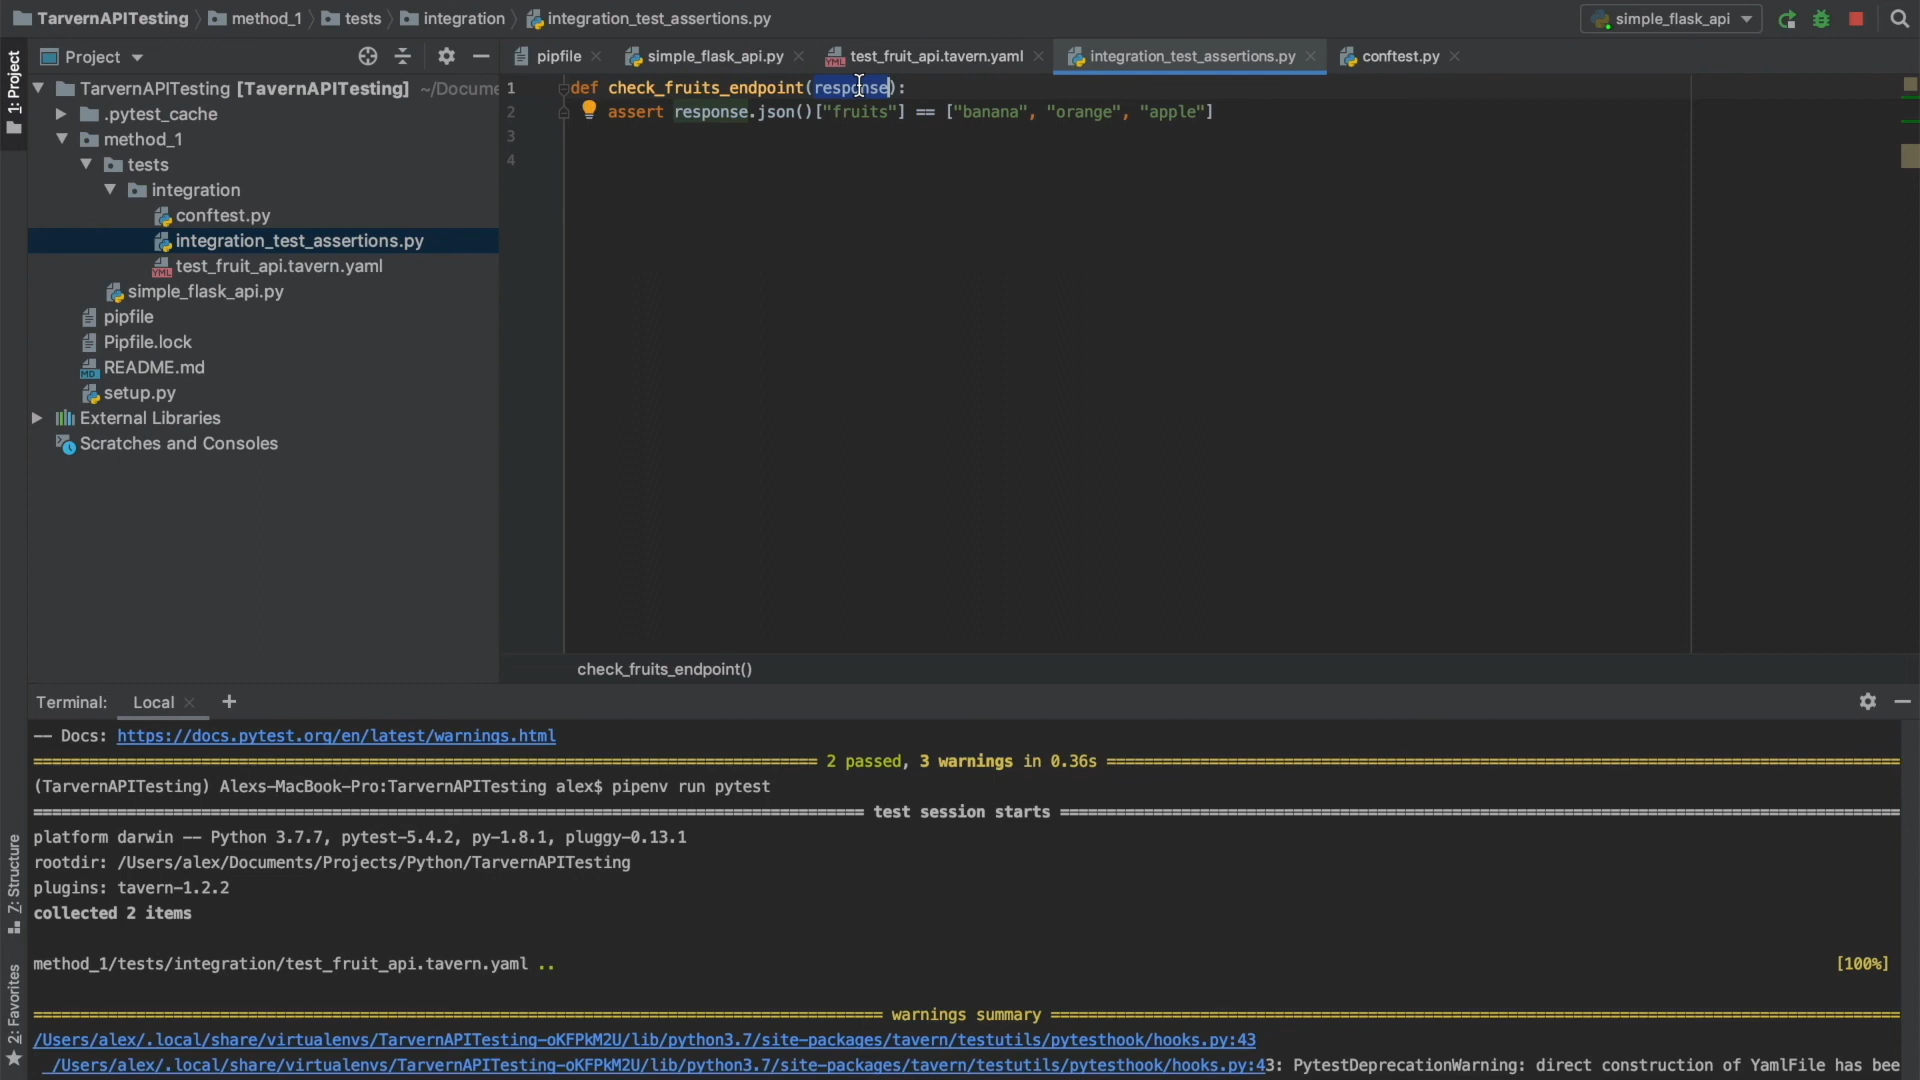 TarvernAPITesting method_1 tests integration integration_test_assertions.py simple_flask_api
Project
pipfile simple_flask_api.py test_fruit_api.tavern.yaml integration_test_assertions.py conftest.py
1: Project
TarvernAPITesting [TavernAPITesting] ~/Docume
.pytest_cache
method_1
tests
integration
conftest.py
integration_test_assertions.py
YML test_fruit_api.tavern.yaml
simple_flask_api.py
pipfile
Pipfile.lock
MD README.md
setup.py
External Libraries
Scratches and Consoles
1 def check_fruits_endpoint(response):
2 assert response.json()["fruits"] == ["banana", "orange", "apple"]
3
4
check_fruits_endpoint()
Terminal: Local +
-- Docs: https://docs.pytest.org/en/latest/warnings.html
2 passed, 3 warnings in 0.36s
(TarvernAPITesting) Alexs-MacBook-Pro:TarvernAPITesting alex$ pipenv run pytest
test session starts
platform darwin -- Python 3.7.7, pytest-5.4.2, py-1.8.1, pluggy-0.13.1
rootdir: /Users/alex/Documents/Projects/Python/TarvernAPITesting
plugins: tavern-1.2.2
collected 2 items
method_1/tests/integration/test_fruit_api.tavern.yaml .. [100%]
warnings summary
/Users/alex/.local/share/virtualenvs/TarvernAPITesting-oKFPkM2U/lib/python3.7/site-packages/tavern/testutils/pytesthook/hooks.py:43
/Users/alex/.local/share/virtualenvs/TarvernAPITesting-oKFPkM2U/lib/python3.7/site-packages/tavern/testutils/pytesthook/hooks.py:43: PytestDeprecationWarning: direct construction of YamlFile has bee
Z: Structure
2: Favorites